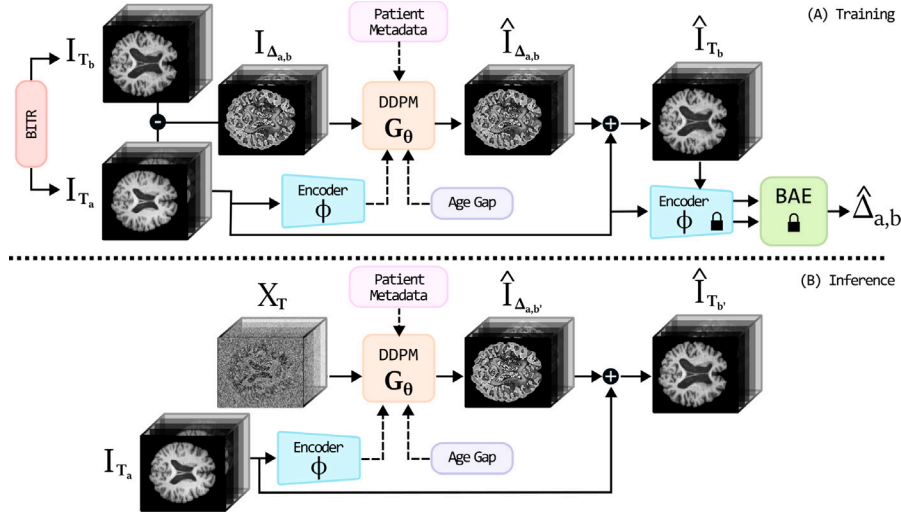 (A) Training
I_{T_b}
I_{Δ_{a,b}}
Patient
Metadata
Î_{Δ_{a,b}}
Î_{T_b}
BITR
DDPM
G_θ
I_{T_a}
Encoder
ϕ
Age Gap
Encoder
ϕ
BAE
Δ̂_{a,b}
(B) Inference
X_T
Patient
Metadata
Î_{Δ_{a,b'}}
Î_{T_{b'}}
DDPM
G_θ
I_{T_a}
Encoder
ϕ
Age Gap